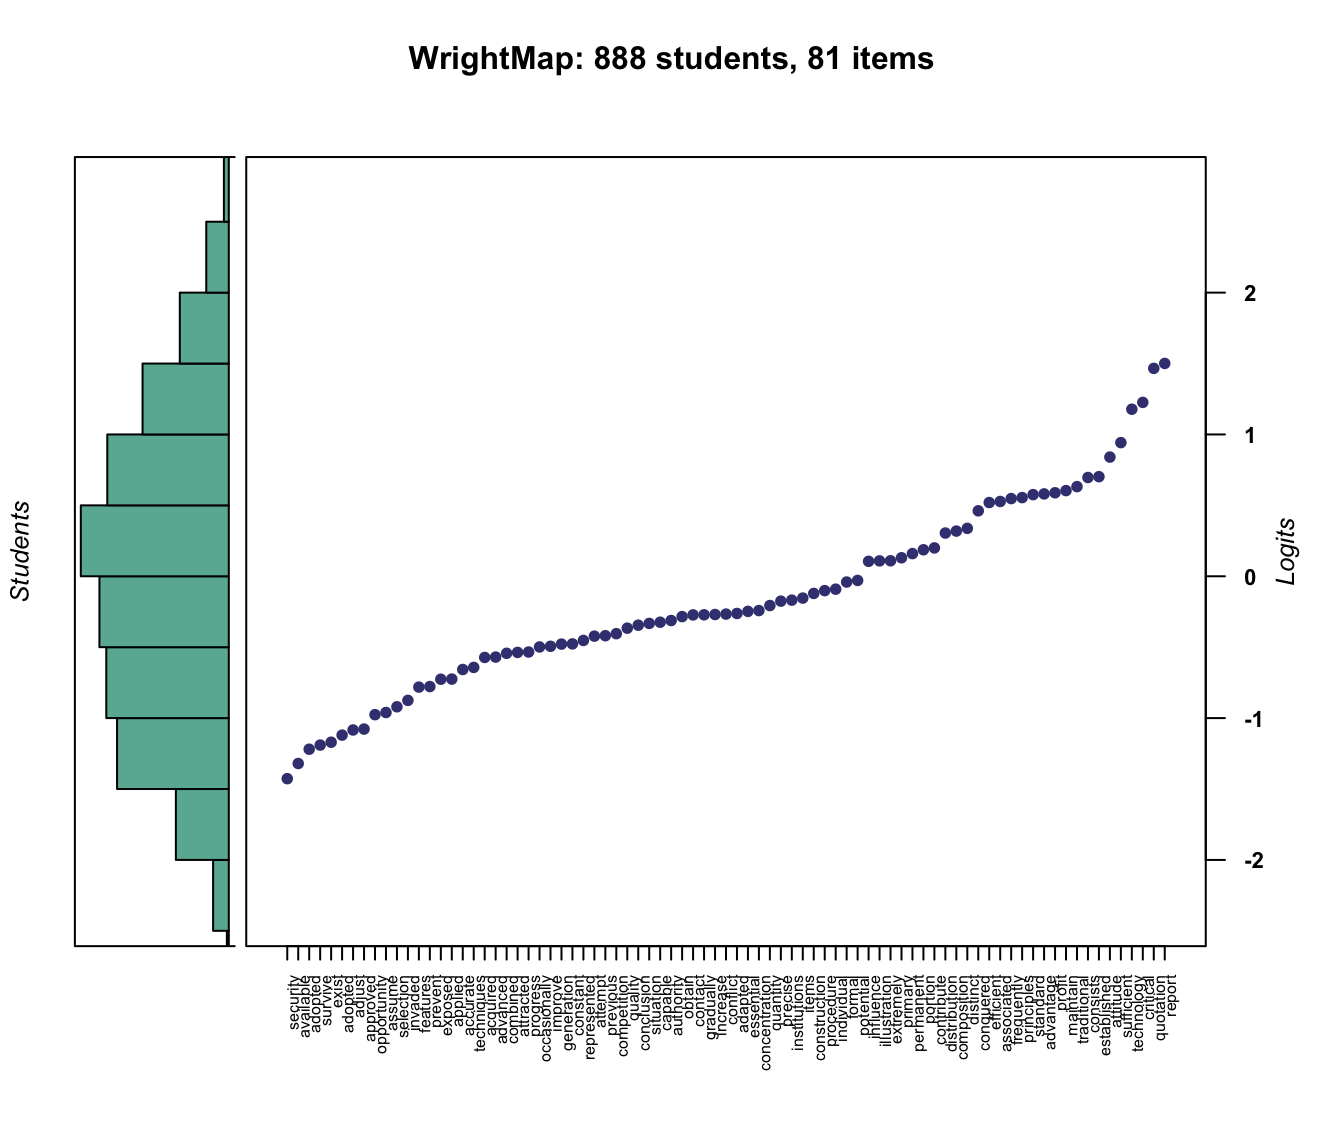 WrightMap: 888 students, 81 items
Students
2
1
0
-1
-2
Logits
security
available
adopted
survive
exist
adopted
adjust
approved
opportunity
assume
selection
invaded
features
prevent
exposed
applied
accurate
techniques
acquired
advanced
combined
attracted
progress
occasionally
improve
generation
constant
represented
attempt
previous
competition
quality
conclusion
situation
capable
authority
obtain
contact
gradually
increase
conflict
adapted
essential
concentration
quantity
precise
institutions
items
construction
procedure
individual
formal
potential
influence
illustration
extremely
primary
permanent
portion
contribute
distribution
composition
distinct
conquered
efficient
associated
frequently
principles
standard
advantage
profit
maintain
traditional
consists
established
attitude
sufficient
technology
crucial
quotation
report